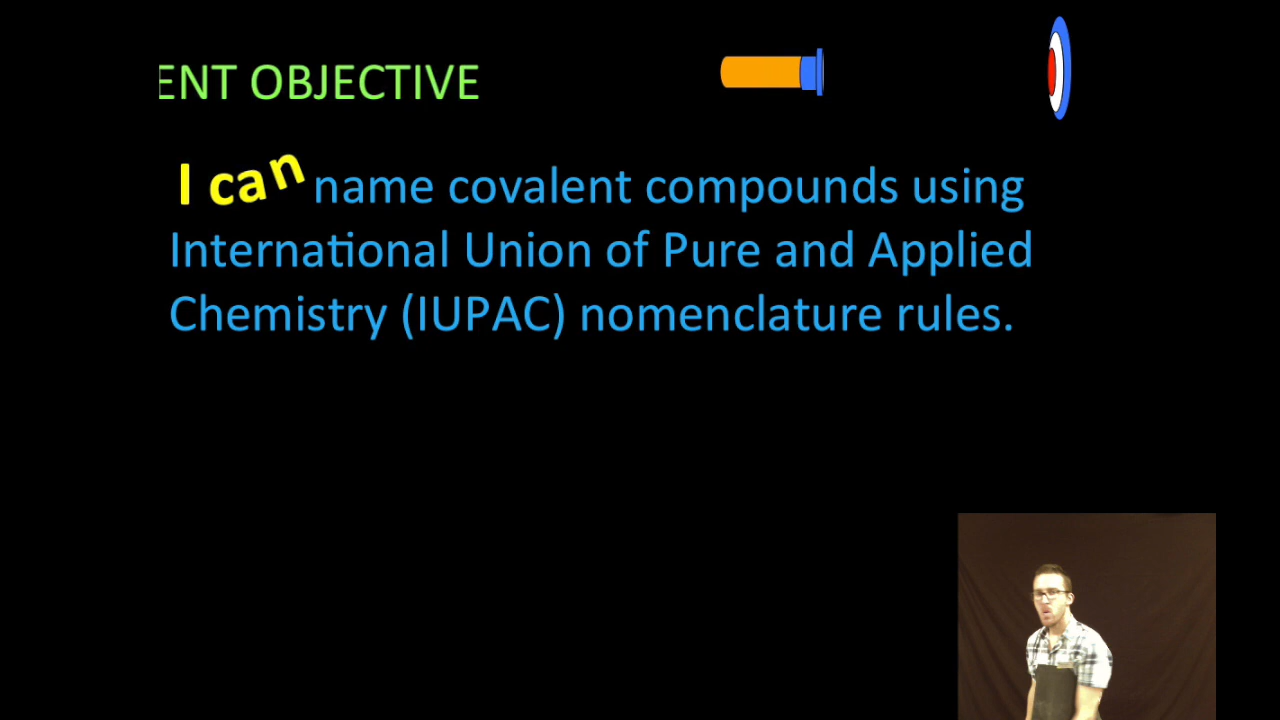 ENT OBJECTIVE
I can name covalent compounds using
International Union of Pure and Applied
Chemistry (IUPAC) nomenclature rules.